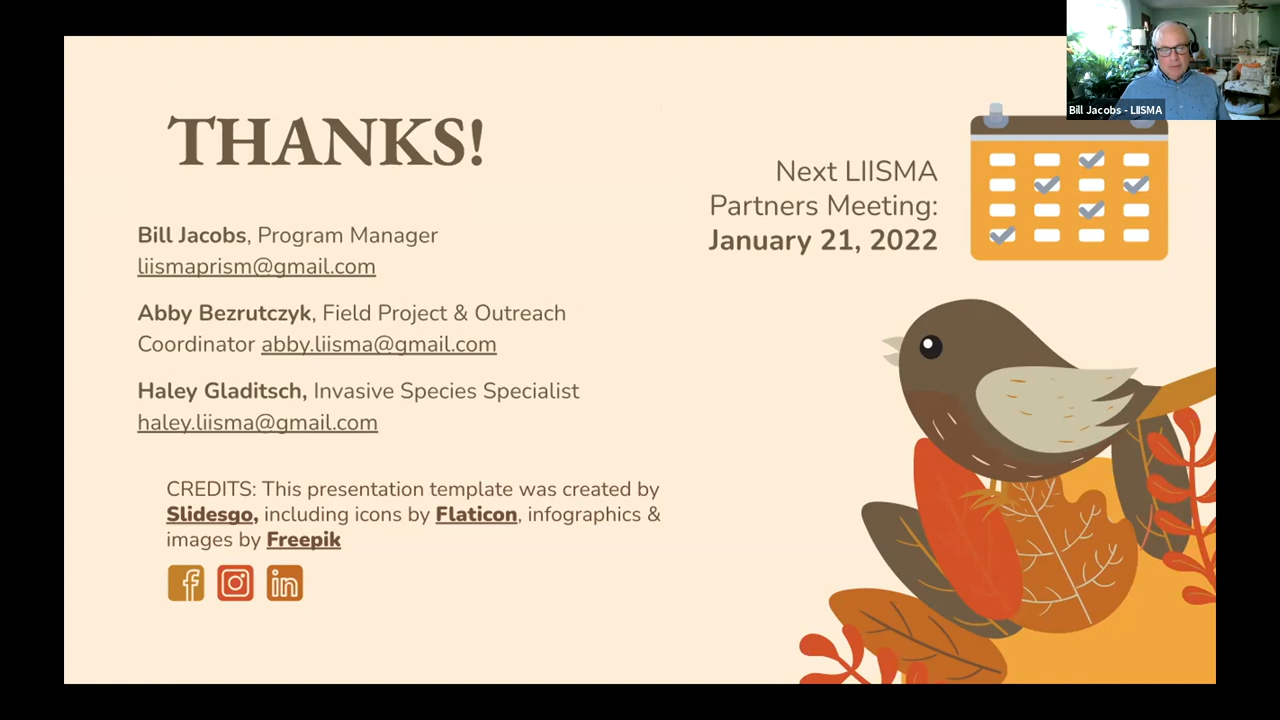 THANKS!
Bill Jacobs, Program Manager
liismaprism@gmail.com
Abby Bezrutczyk, Field Project & Outreach
Coordinator abby.liisma@gmail.com
Haley Gladitsch, Invasive Species Specialist
haley.liisma@gmail.com
CREDITS: This presentation template was created by
Slidesgo, including icons by Flaticon, infographics &
images by Freepik
Next LIISMA
Partners Meeting:
January 21, 2022
Bill Jacobs - LIISMA